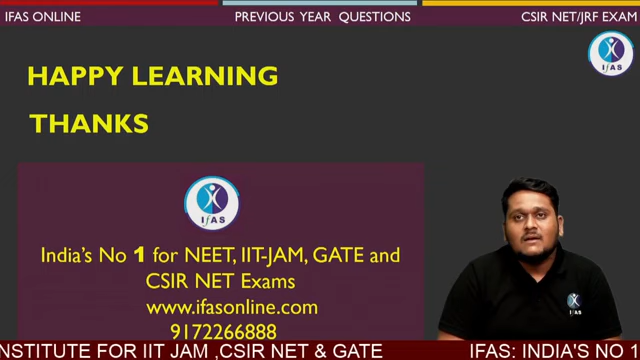 IFAS ONLINE
PREVIOUS YEAR QUESTIONS
CSIR NET/JRF EXAM
IfAS
HAPPY LEARNING
THANKS
IfAS
India's No 1 for NEET, IIT-JAM, GATE and
CSIR NET Exams
www.ifasonline.com
9172266888
IfAS
NSTITUTE FOR IIT JAM ,CSIR NET & GATE
IFAS: INDIA'S NO 1